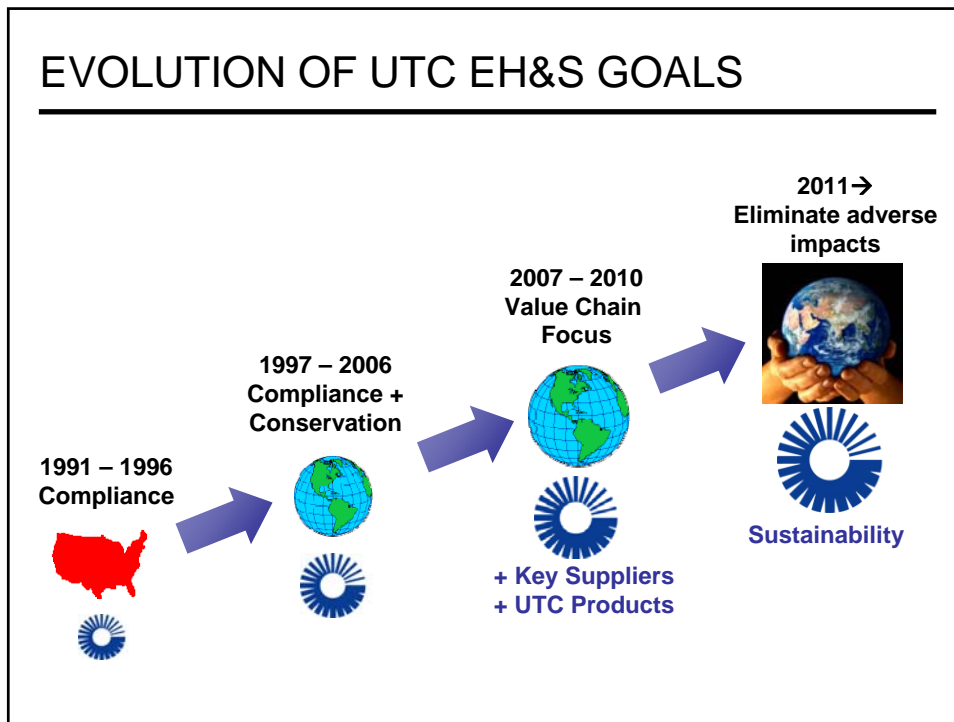 EVOLUTION OF UTC EH&S GOALS
1991 – 1996
Compliance
1997 – 2006
Compliance +
Conservation
2007 – 2010
Value Chain
Focus
+ Key Suppliers
+ UTC Products
2011→
Eliminate adverse
impacts
Sustainability